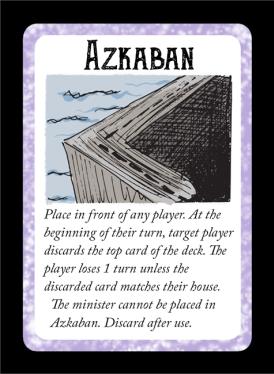 AZKABAN
Place in front of any player. At the
beginning of their turn, target player
discards the top card of the deck. The
player loses 1 turn unless the
discarded card matches their house.
The minister cannot be placed in
Azkaban. Discard after use.